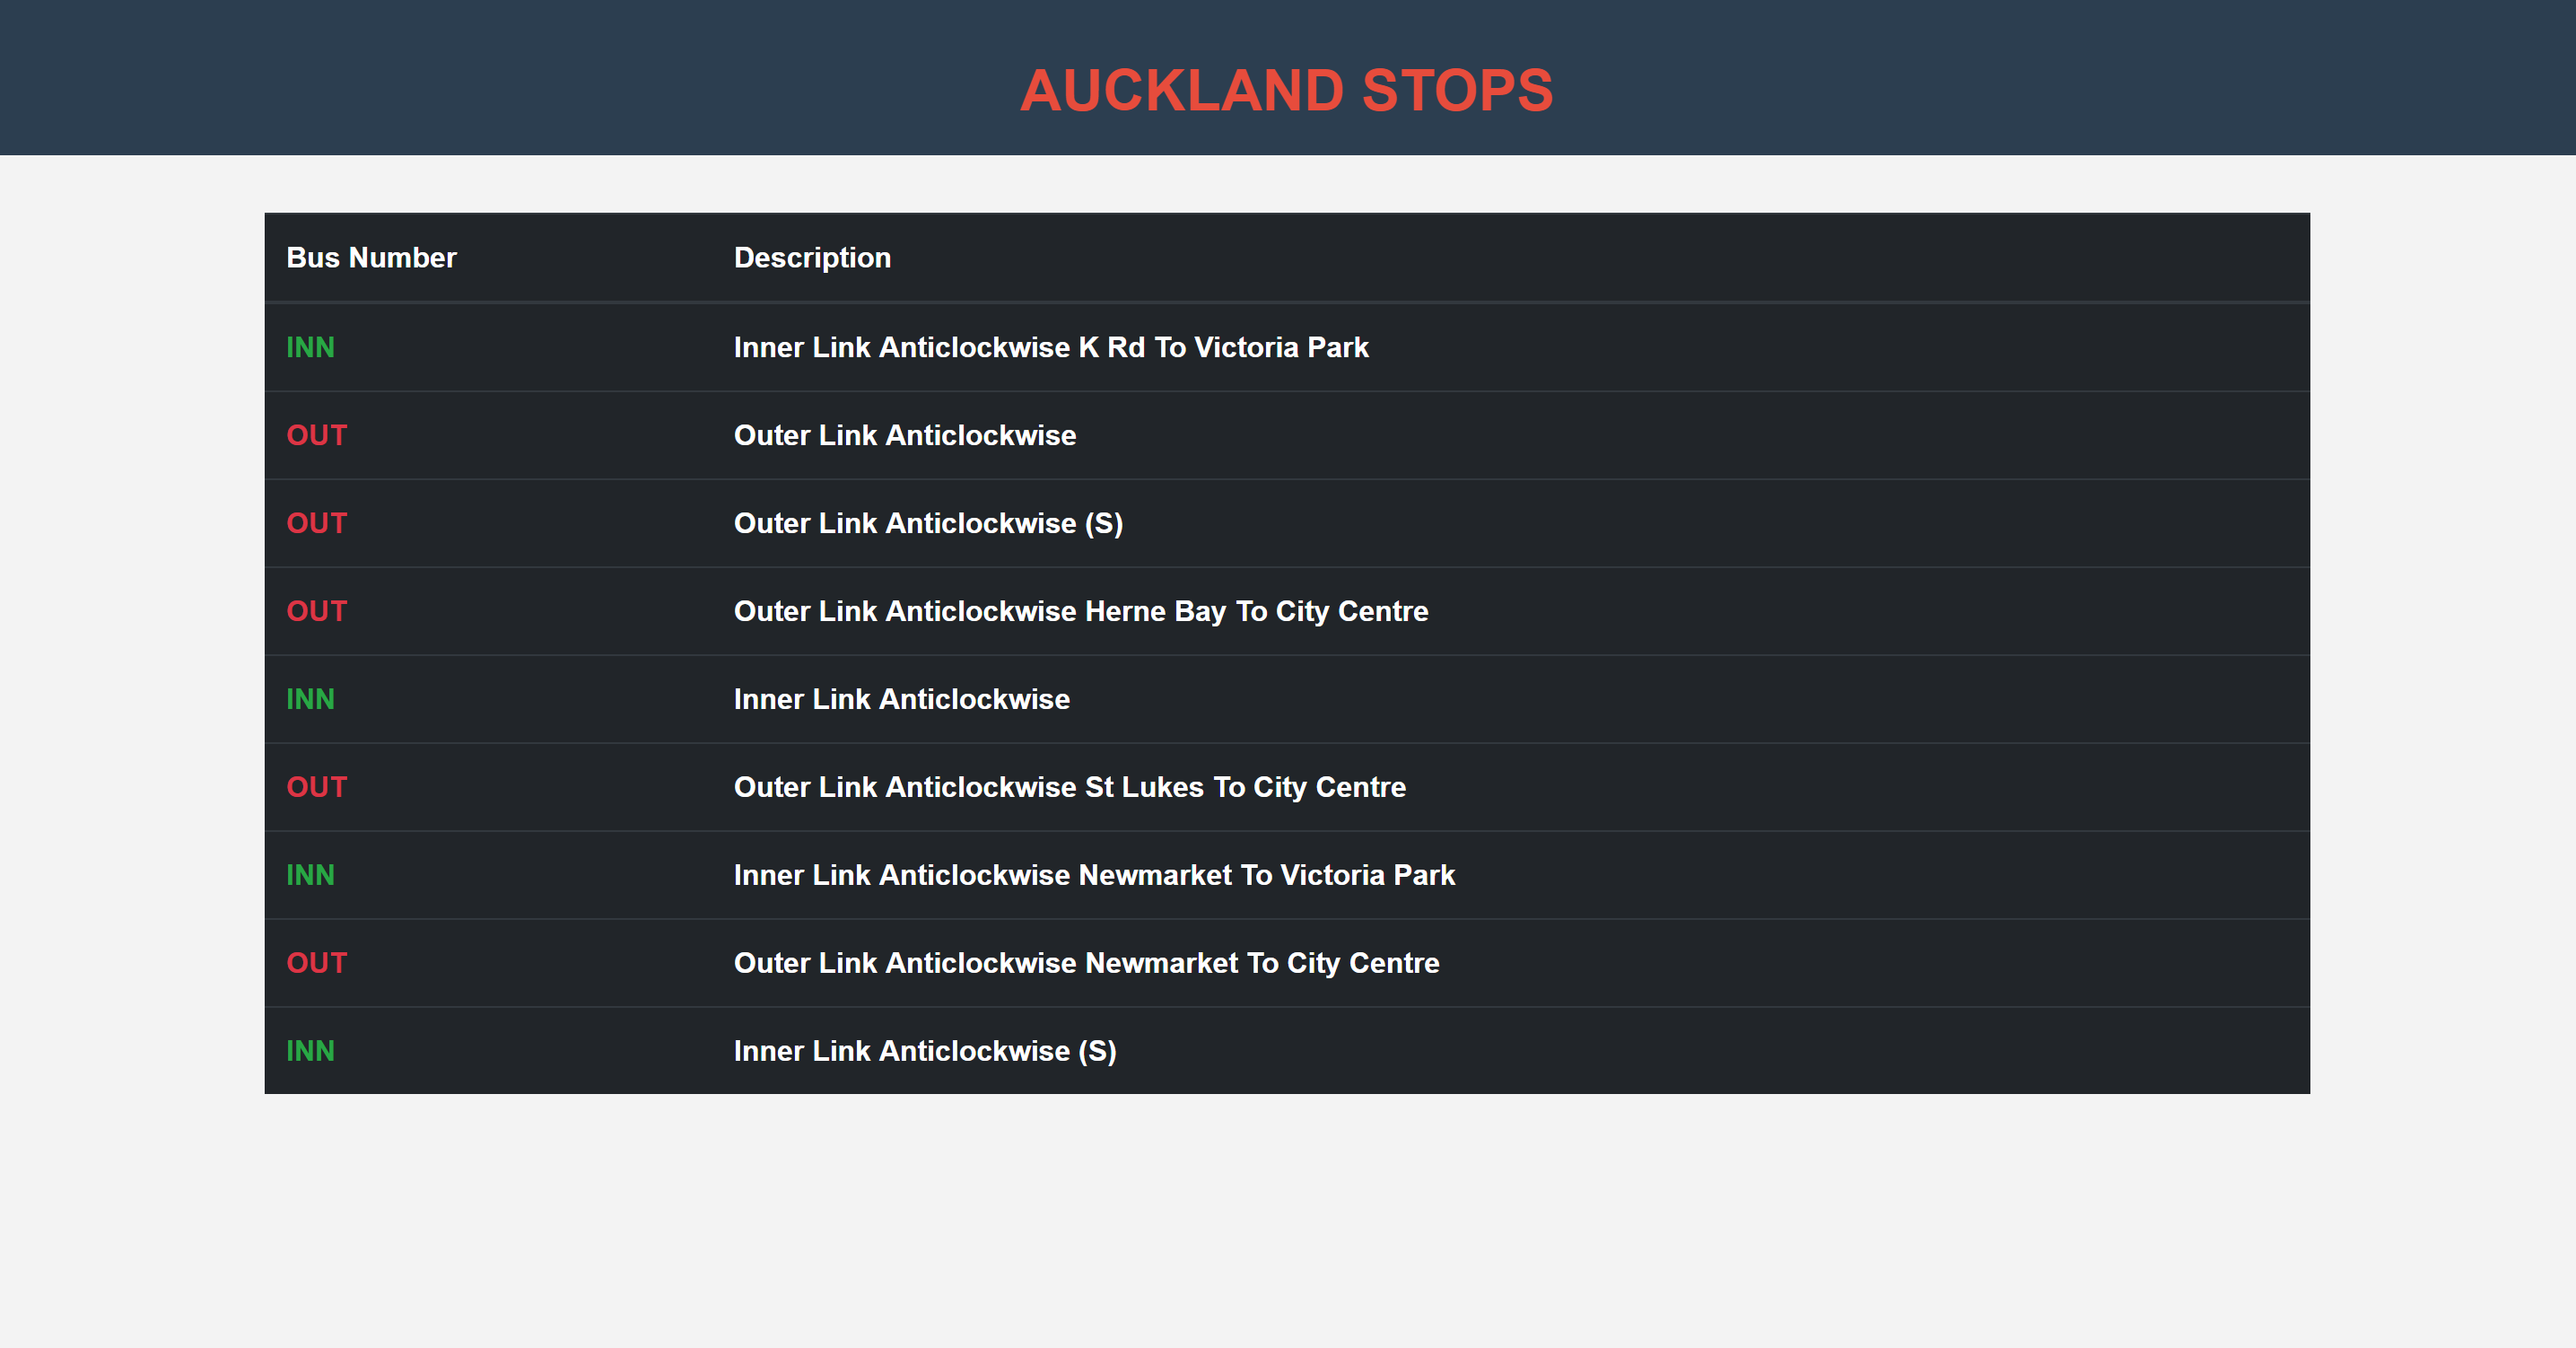 AUCKLAND STOPS
Bus Number Description
INN Inner Link Anticlockwise K Rd To Victoria Park
OUT Outer Link Anticlockwise
OUT Outer Link Anticlockwise (S)
OUT Outer Link Anticlockwise Herne Bay To City Centre
INN Inner Link Anticlockwise
OUT Outer Link Anticlockwise St Lukes To City Centre
INN Inner Link Anticlockwise Newmarket To Victoria Park
OUT Outer Link Anticlockwise Newmarket To City Centre
INN Inner Link Anticlockwise (S)